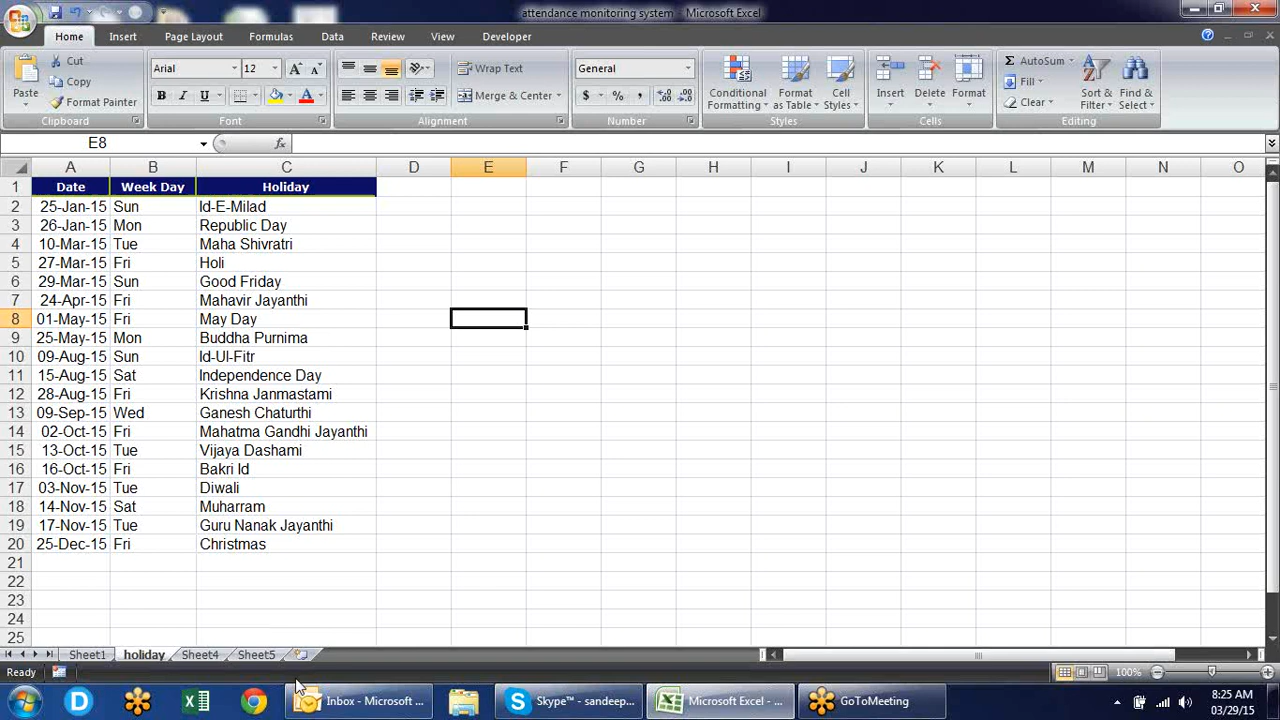 attendance monitoring system - Microsoft Excel
Home Insert Page Layout Formulas Data Review View Developer
Paste Cut Copy Format Painter Clipboard
Arial 12 A A B I U A Font
Wrap Text Merge & Center Alignment
General $ % , Number
Conditional Formatting Format as Table Cell Styles Styles
Insert Delete Format Cells
Σ AutoSum Fill Clear Sort & Filter Find & Select Editing
E8 fx
A B C D E F G H I J K L M N O
1 Date Week Day Holiday
2 25-Jan-15 Sun Id-E-Milad
3 26-Jan-15 Mon Republic Day
4 10-Mar-15 Tue Maha Shivratri
5 27-Mar-15 Fri Holi
6 29-Mar-15 Sun Good Friday
7 24-Apr-15 Fri Mahavir Jayanthi
8 01-May-15 Fri May Day
9 25-May-15 Mon Buddha Purnima
10 09-Aug-15 Sun Id-Ul-Fitr
11 15-Aug-15 Sat Independence Day
12 28-Aug-15 Fri Krishna Janmastami
13 09-Sep-15 Wed Ganesh Chaturthi
14 02-Oct-15 Fri Mahatma Gandhi Jayanthi
15 13-Oct-15 Tue Vijaya Dashami
16 16-Oct-15 Fri Bakri Id
17 03-Nov-15 Tue Diwali
18 14-Nov-15 Sat Muharram
19 17-Nov-15 Tue Guru Nanak Jayanthi
20 25-Dec-15 Fri Christmas
21
22
23
24
25
Sheet1 holiday Sheet4 Sheet5
Ready 100%
D Inbox - Microsoft ... S Skype™ - sandeep... Microsoft Excel - ... GoToMeeting 8:25 AM
03/29/15